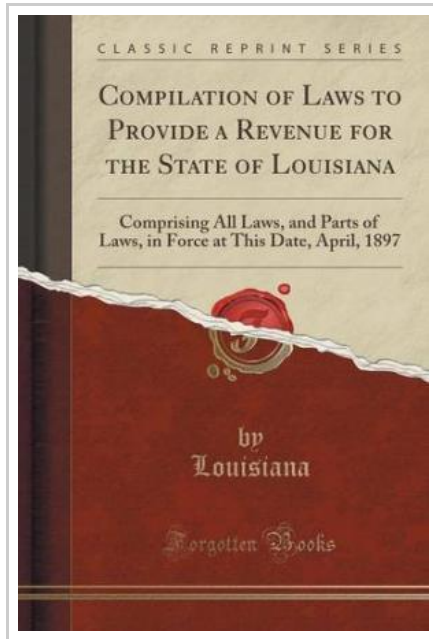 CLASSIC REPRINT SERIES
COMPILATION OF LAWS TO
PROVIDE A REVENUE FOR
THE STATE OF LOUISIANA
Comprising All Laws, and Parts of
Laws, in Force at This Date, April, 1897
by
Louisiana
Forgotten Books